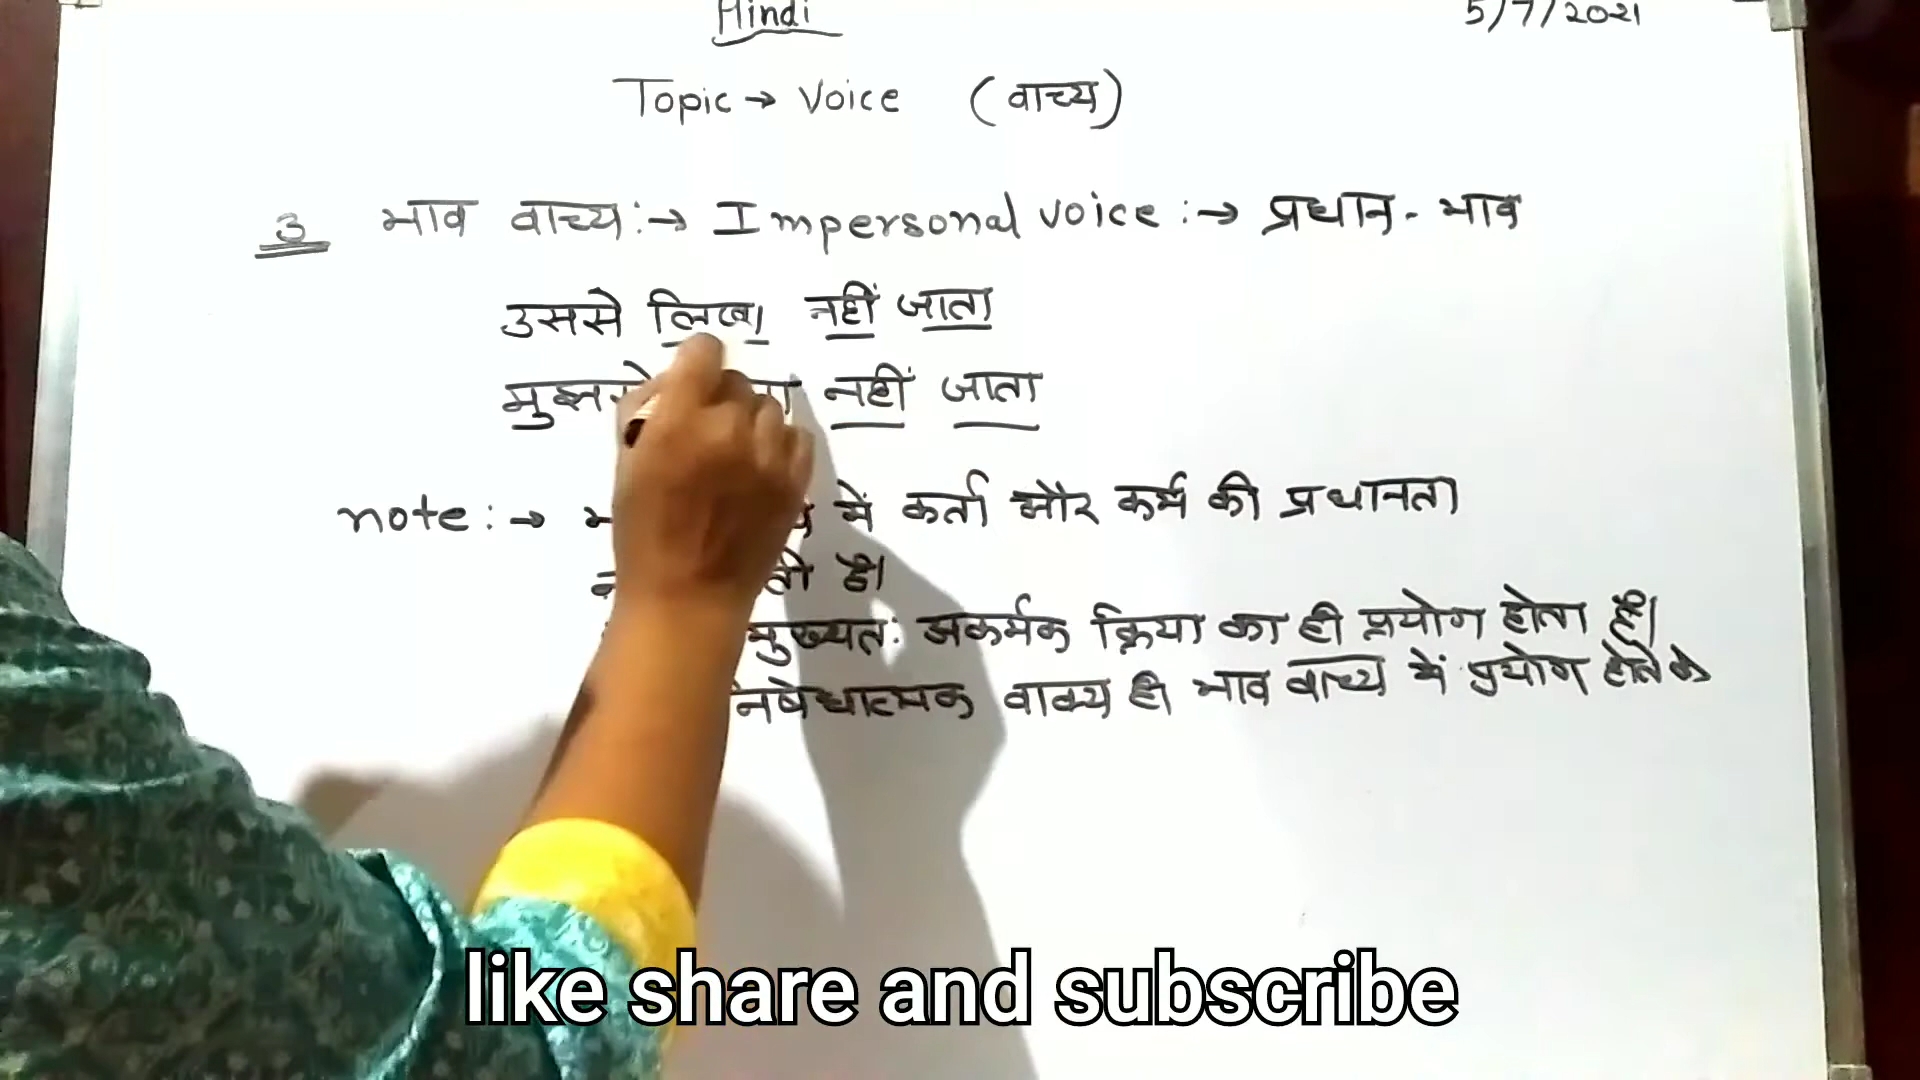 Hindi
5/7/2021
Topic → Voice (वाच्य)
3 भाव वाच्य :→ Impersonal voice :→ प्रधान - भाव
उससे लिखा नहीं जाता
नहीं जाता
note :→ में कर्ता और कर्म की प्रधानता
है।
मुख्यतः अकर्मक क्रिया का ही प्रयोग होता है।
वाक्य ही भाव वाच्य में प्रयोग होते है
like share and subscribe